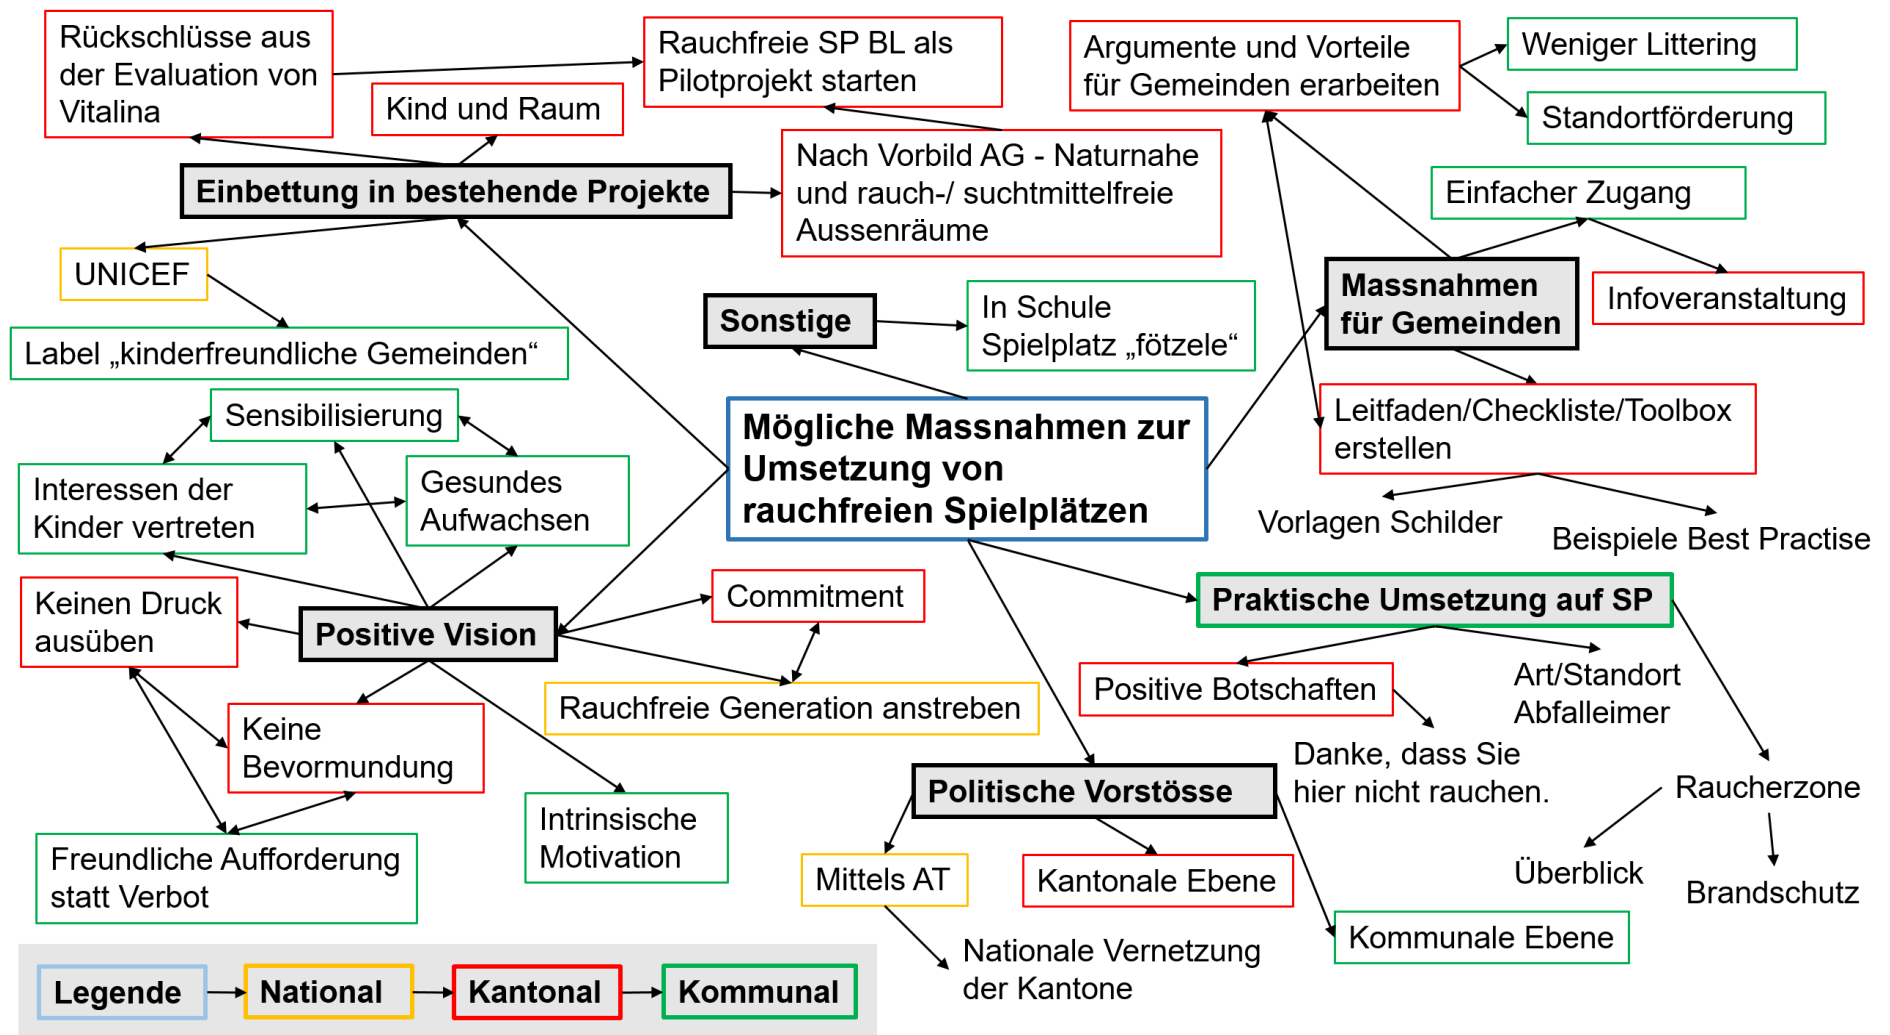 Rückschlüsse aus
der Evaluation von
Vitalina
Rauchfreie SP BL als
Pilotprojekt starten
Kind und Raum
Argumente und Vorteile
für Gemeinden erarbeiten
Weniger Littering
Standortförderung
Nach Vorbild AG - Naturnahe
und rauch-/ suchtmittelfreie
Aussenräume
Einbettung in bestehende Projekte
Einfacher Zugang
UNICEF
Infoveranstaltung
Massnahmen
für Gemeinden
Sonstige
In Schule
Spielplatz „fötzele“
Label „kinderfreundliche Gemeinden“
Sensibilisierung
Mögliche Massnahmen zur
Umsetzung von
rauchfreien Spielplätzen
Leitfaden/Checkliste/Toolbox
erstellen
Interessen der
Kinder vertreten
Gesundes
Aufwachsen
Vorlagen Schilder
Beispiele Best Practise
Keinen Druck
ausüben
Positive Vision
Commitment
Praktische Umsetzung auf SP
Rauchfreie Generation anstreben
Positive Botschaften
Art/Standort
Abfalleimer
Keine
Bevormundung
Danke, dass Sie
hier nicht rauchen.
Politische Vorstösse
Raucherzone
Intrinsische
Motivation
Freundliche Aufforderung
statt Verbot
Mittels AT
Kantonale Ebene
Überblick
Brandschutz
Kommunale Ebene
Nationale Vernetzung
der Kantone
Legende
National
Kantonal
Kommunal